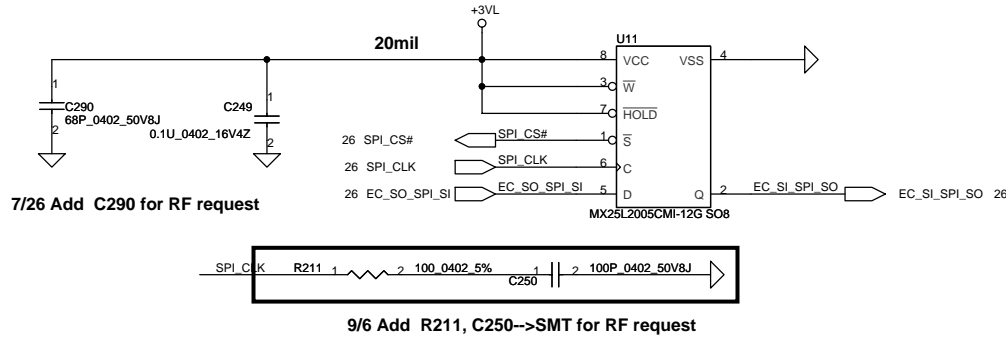 +3VL
20mil
U11
8 VCC VSS 4
3 W
7 HOLD
1
C290
68P_0402_50V8J
2
1
C249
0.1U_0402_16V4Z
2
26 SPI_CS# SPI_CS# 1 S
26 SPI_CLK SPI_CLK 6 C
26 EC_SO_SPI_SI EC_SO_SPI_SI 5 D Q 2 EC_SI_SPI_SO EC_SI_SPI_SO 26
MX25L2005CMI-12G SO8
7/26 Add C290 for RF request
SPI_CLK R211 1 2 100_0402_5% 1 2 100P_0402_50V8J
C250
9/6 Add R211, C250-->SMT for RF request